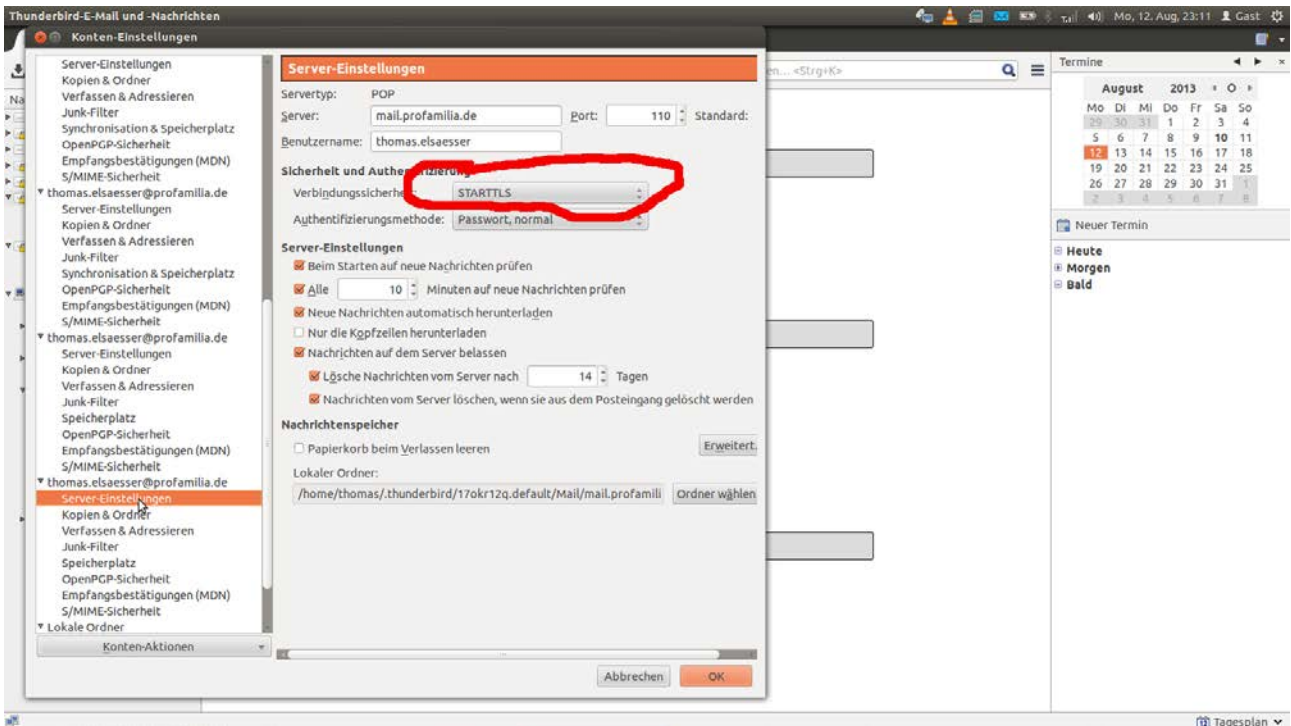 Thunderbird-E-Mail und -Nachrichten
Mo, 12. Aug, 23:11 Gast
Konten-Einstellungen
Server-Einstellungen
Kopien & Ordner
Verfassen & Adressieren
Junk-Filter
Synchronisation & Speicherplatz
OpenPGP-Sicherheit
Empfangsbestätigungen (MDN)
S/MIME-Sicherheit
thomas.elsaesser@profamilia.de
Server-Einstellungen
Kopien & Ordner
Verfassen & Adressieren
Junk-Filter
Synchronisation & Speicherplatz
OpenPGP-Sicherheit
Empfangsbestätigungen (MDN)
S/MIME-Sicherheit
thomas.elsaesser@profamilia.de
Server-Einstellungen
Kopien & Ordner
Verfassen & Adressieren
Junk-Filter
Speicherplatz
OpenPGP-Sicherheit
Empfangsbestätigungen (MDN)
S/MIME-Sicherheit
thomas.elsaesser@profamilia.de
Server-Einstellungen
Kopien & Ordner
Verfassen & Adressieren
Junk-Filter
Speicherplatz
OpenPGP-Sicherheit
Empfangsbestätigungen (MDN)
S/MIME-Sicherheit
Lokale Ordner
Konten-Aktionen
Server-Einstellungen
Servertyp: POP
Server: mail.profamilia.de Port: 110 Standard:
Benutzername: thomas.elsaesser
Sicherheit und Authentifizierung
Verbindungssicherheit: STARTTLS
Authentifizierungsmethode: Passwort, normal
Server-Einstellungen
Beim Starten auf neue Nachrichten prüfen
Alle 10 Minuten auf neue Nachrichten prüfen
Neue Nachrichten automatisch herunterladen
Nur die Kopfzeilen herunterladen
Nachrichten auf dem Server belassen
Lösche Nachrichten vom Server nach 14 Tagen
Nachrichten vom Server löschen, wenn sie aus dem Posteingang gelöscht werden
Nachrichtenspeicher
Papierkorb beim Verlassen leeren Erweitert.
Lokaler Ordner:
/home/thomas/.thunderbird/17okr12q.default/Mail/mail.profamili Ordner wählen
Abbrechen OK
Na
en... <Strg+K>
Termine
August 2013
Mo Di Mi Do Fr Sa So
29 30 31 1 2 3 4
5 6 7 8 9 10 11
12 13 14 15 16 17 18
19 20 21 22 23 24 25
26 27 28 29 30 31 1
2 3 4 5 6 7 8
Neuer Termin
Heute
Morgen
Bald
Tagesplan